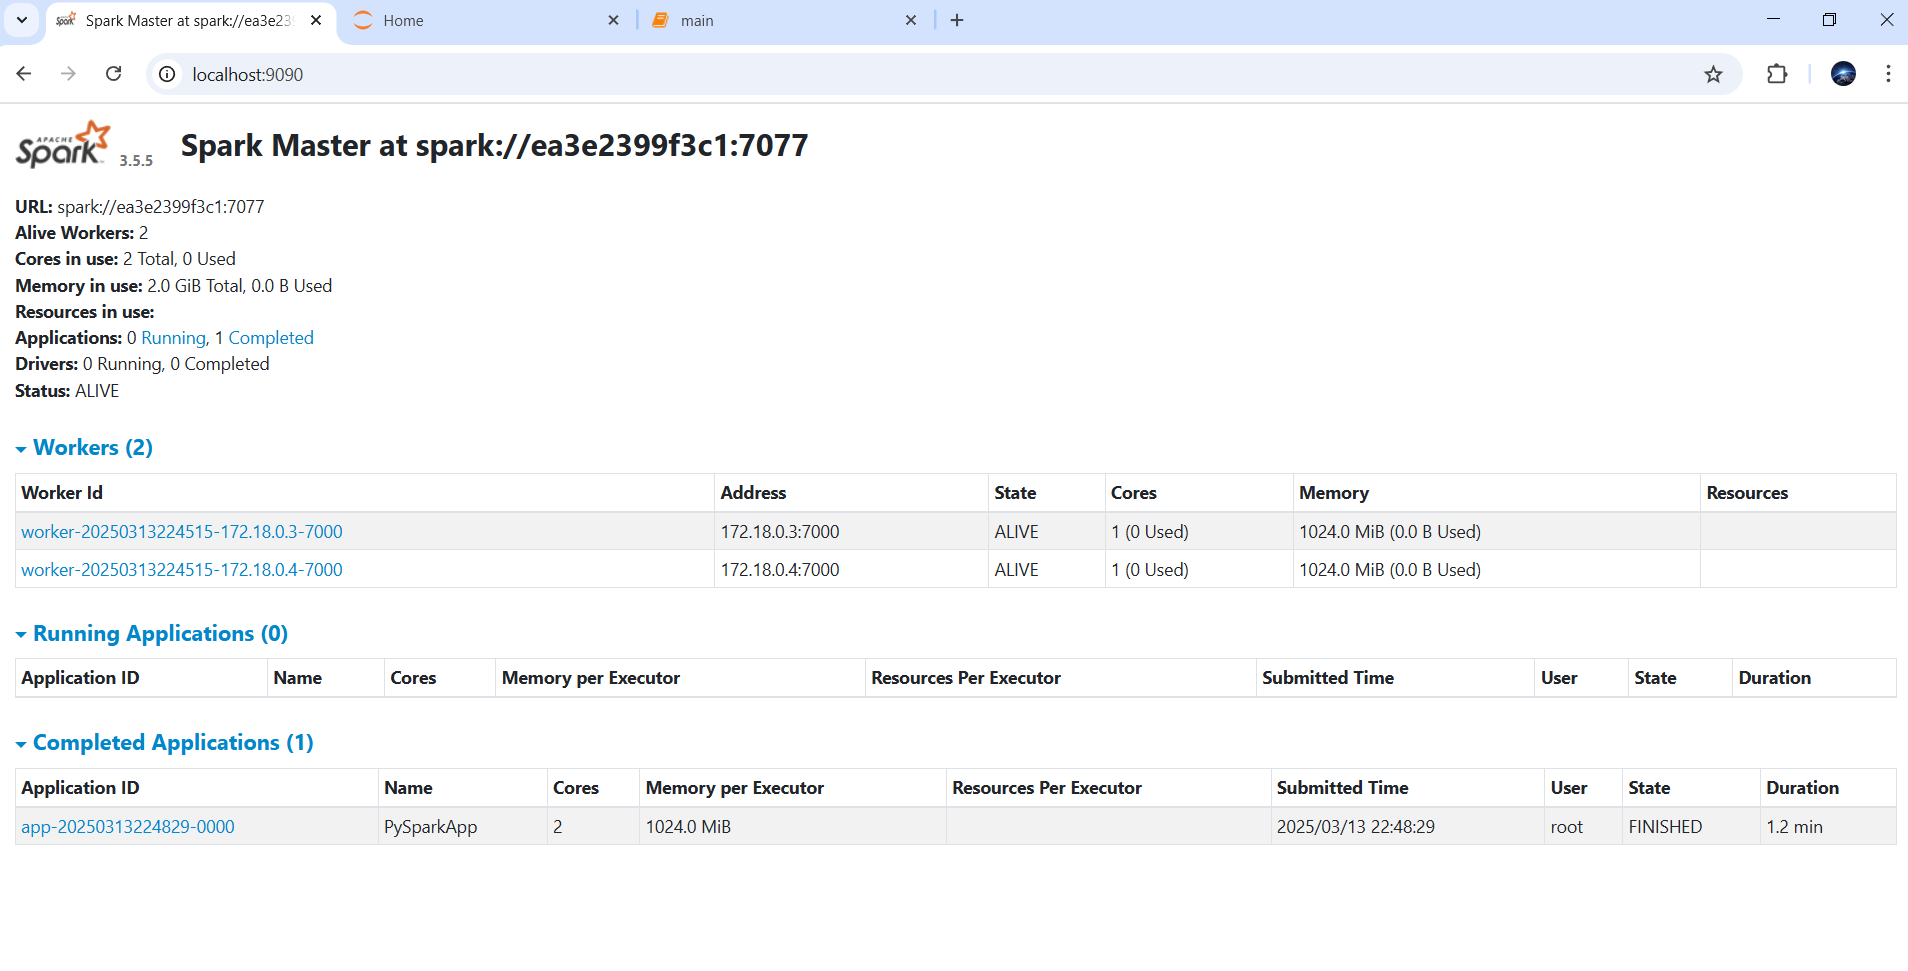 Spark Master at spark://ea3e239
Home
main
localhost:9090
APACHE
Spark
3.5.5
Spark Master at spark://ea3e2399f3c1:7077
URL: spark://ea3e2399f3c1:7077
Alive Workers: 2
Cores in use: 2 Total, 0 Used
Memory in use: 2.0 GiB Total, 0.0 B Used
Resources in use:
Applications: 0 Running, 1 Completed
Drivers: 0 Running, 0 Completed
Status: ALIVE
Workers (2)
Worker Id Address State Cores Memory Resources
worker-20250313224515-172.18.0.3-7000 172.18.0.3:7000 ALIVE 1 (0 Used) 1024.0 MiB (0.0 B Used)
worker-20250313224515-172.18.0.4-7000 172.18.0.4:7000 ALIVE 1 (0 Used) 1024.0 MiB (0.0 B Used)
Running Applications (0)
Application ID Name Cores Memory per Executor Resources Per Executor Submitted Time User State Duration
Completed Applications (1)
Application ID Name Cores Memory per Executor Resources Per Executor Submitted Time User State Duration
app-20250313224829-0000 PySparkApp 2 1024.0 MiB 2025/03/13 22:48:29 root FINISHED 1.2 min